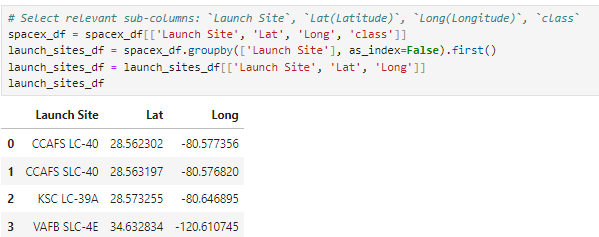 # Select relevant sub-columns: `Launch Site`, `Lat(Latitude)`, `Long(Longitude)`, `class`
spacex_df = spacex_df[['Launch Site', 'Lat', 'Long', 'class']]
launch_sites_df = spacex_df.groupby(['Launch Site'], as_index=False).first()
launch_sites_df = launch_sites_df[['Launch Site', 'Lat', 'Long']]
launch_sites_df
Launch Site Lat Long
0 CCAFS LC-40 28.562302 -80.577356
1 CCAFS SLC-40 28.563197 -80.576820
2 KSC LC-39A 28.573255 -80.646895
3 VAFB SLC-4E 34.632834 -120.610745